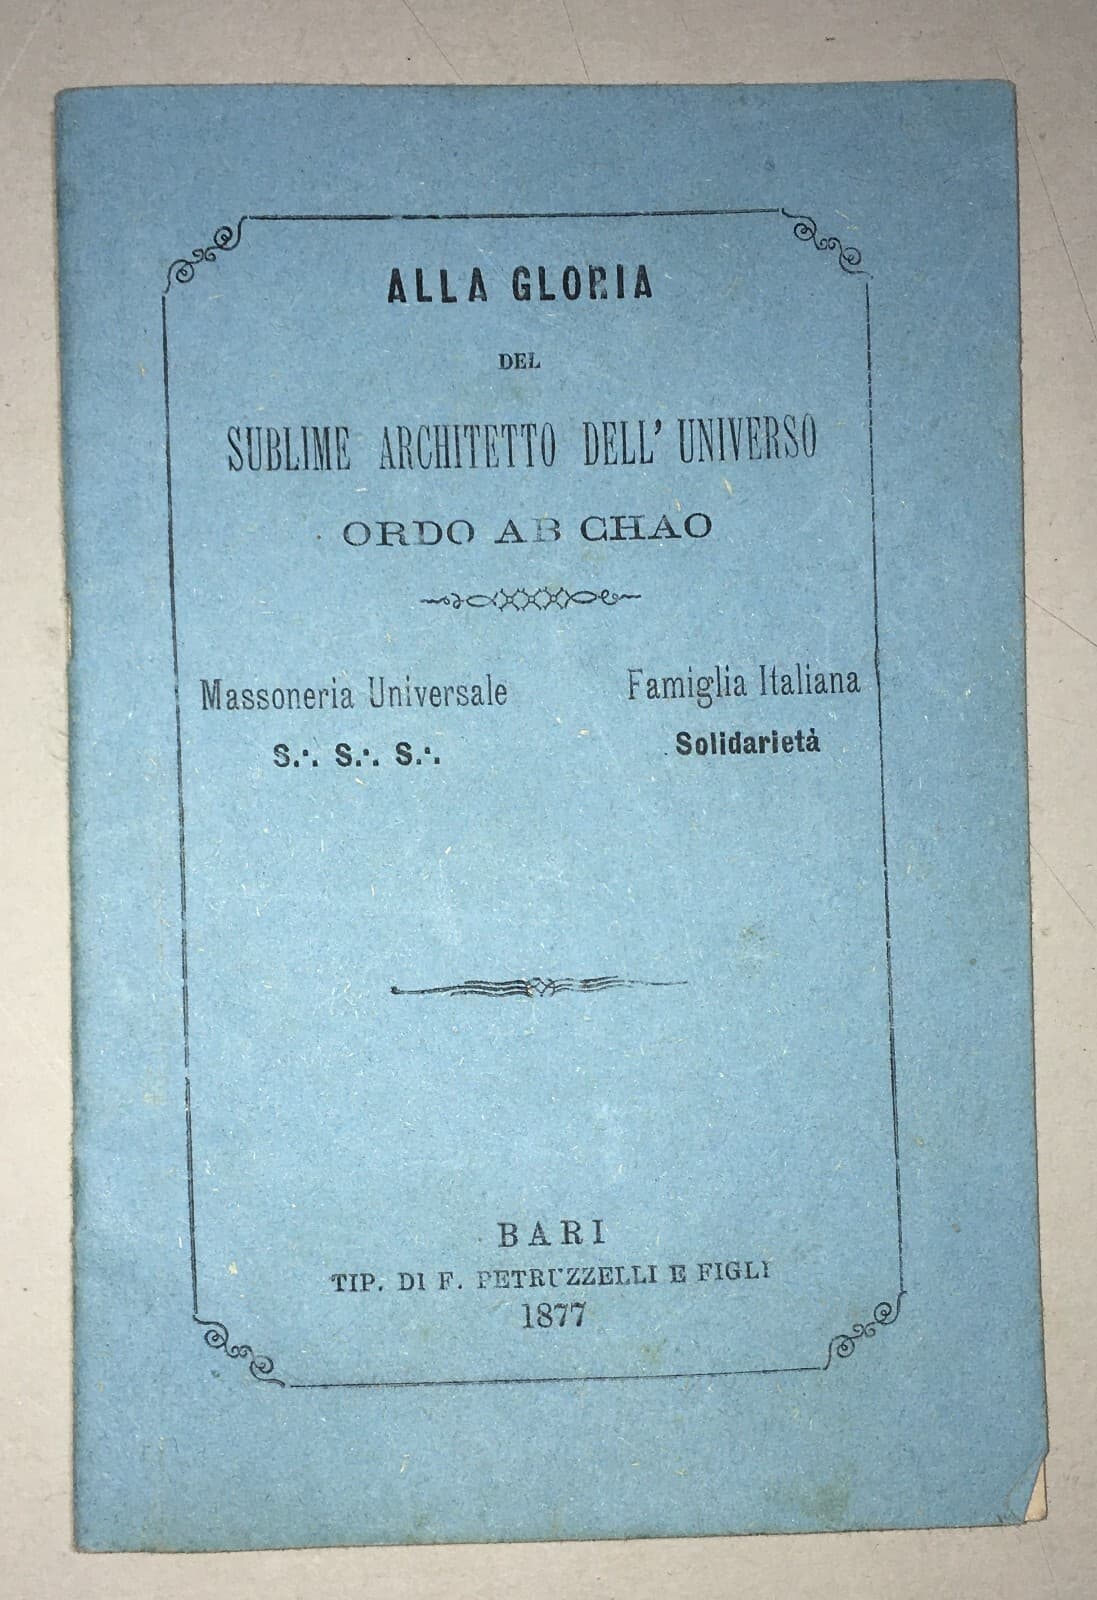 ALLA GLORIA
DEL
SUBLIME ARCHITETTO DELL' UNIVERSO
ORDO AB CHAO
Massoneria Universale
S.∴ S.∴ S.∴
Famiglia Italiana
Solidarietà
BARI
TIP. DI F. PETRUZZELLI E FIGLI
1877